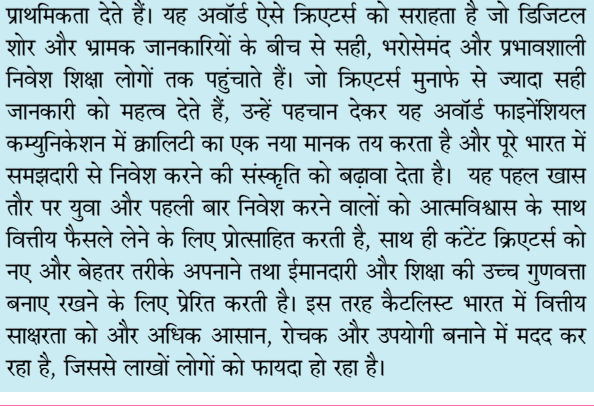 प्राथमिकता देते हैं। यह अवॉर्ड ऐसे क्रिएटर्स को सराहता है जो डिजिटल
शोर और भ्रामक जानकारियों के बीच से सही, भरोसेमंद और प्रभावशाली
निवेश शिक्षा लोगों तक पहुंचाते हैं। जो क्रिएटर्स मुनाफे से ज्यादा सही
जानकारी को महत्व देते हैं, उन्हें पहचान देकर यह अवॉर्ड फाइनेंशियल
कम्युनिकेशन में क्वालिटी का एक नया मानक तय करता है और पूरे भारत में
समझदारी से निवेश करने की संस्कृति को बढ़ावा देता है। यह पहल खास
तौर पर युवा और पहली बार निवेश करने वालों को आत्मविश्वास के साथ
वित्तीय फैसले लेने के लिए प्रोत्साहित करती है, साथ ही कंटेंट क्रिएटर्स को
नए और बेहतर तरीके अपनाने तथा ईमानदारी और शिक्षा की उच्च गुणवत्ता
बनाए रखने के लिए प्रेरित करती है। इस तरह कैटलिस्ट भारत में वित्तीय
साक्षरता को और अधिक आसान, रोचक और उपयोगी बनाने में मदद कर
रहा है, जिससे लाखों लोगों को फायदा हो रहा है।